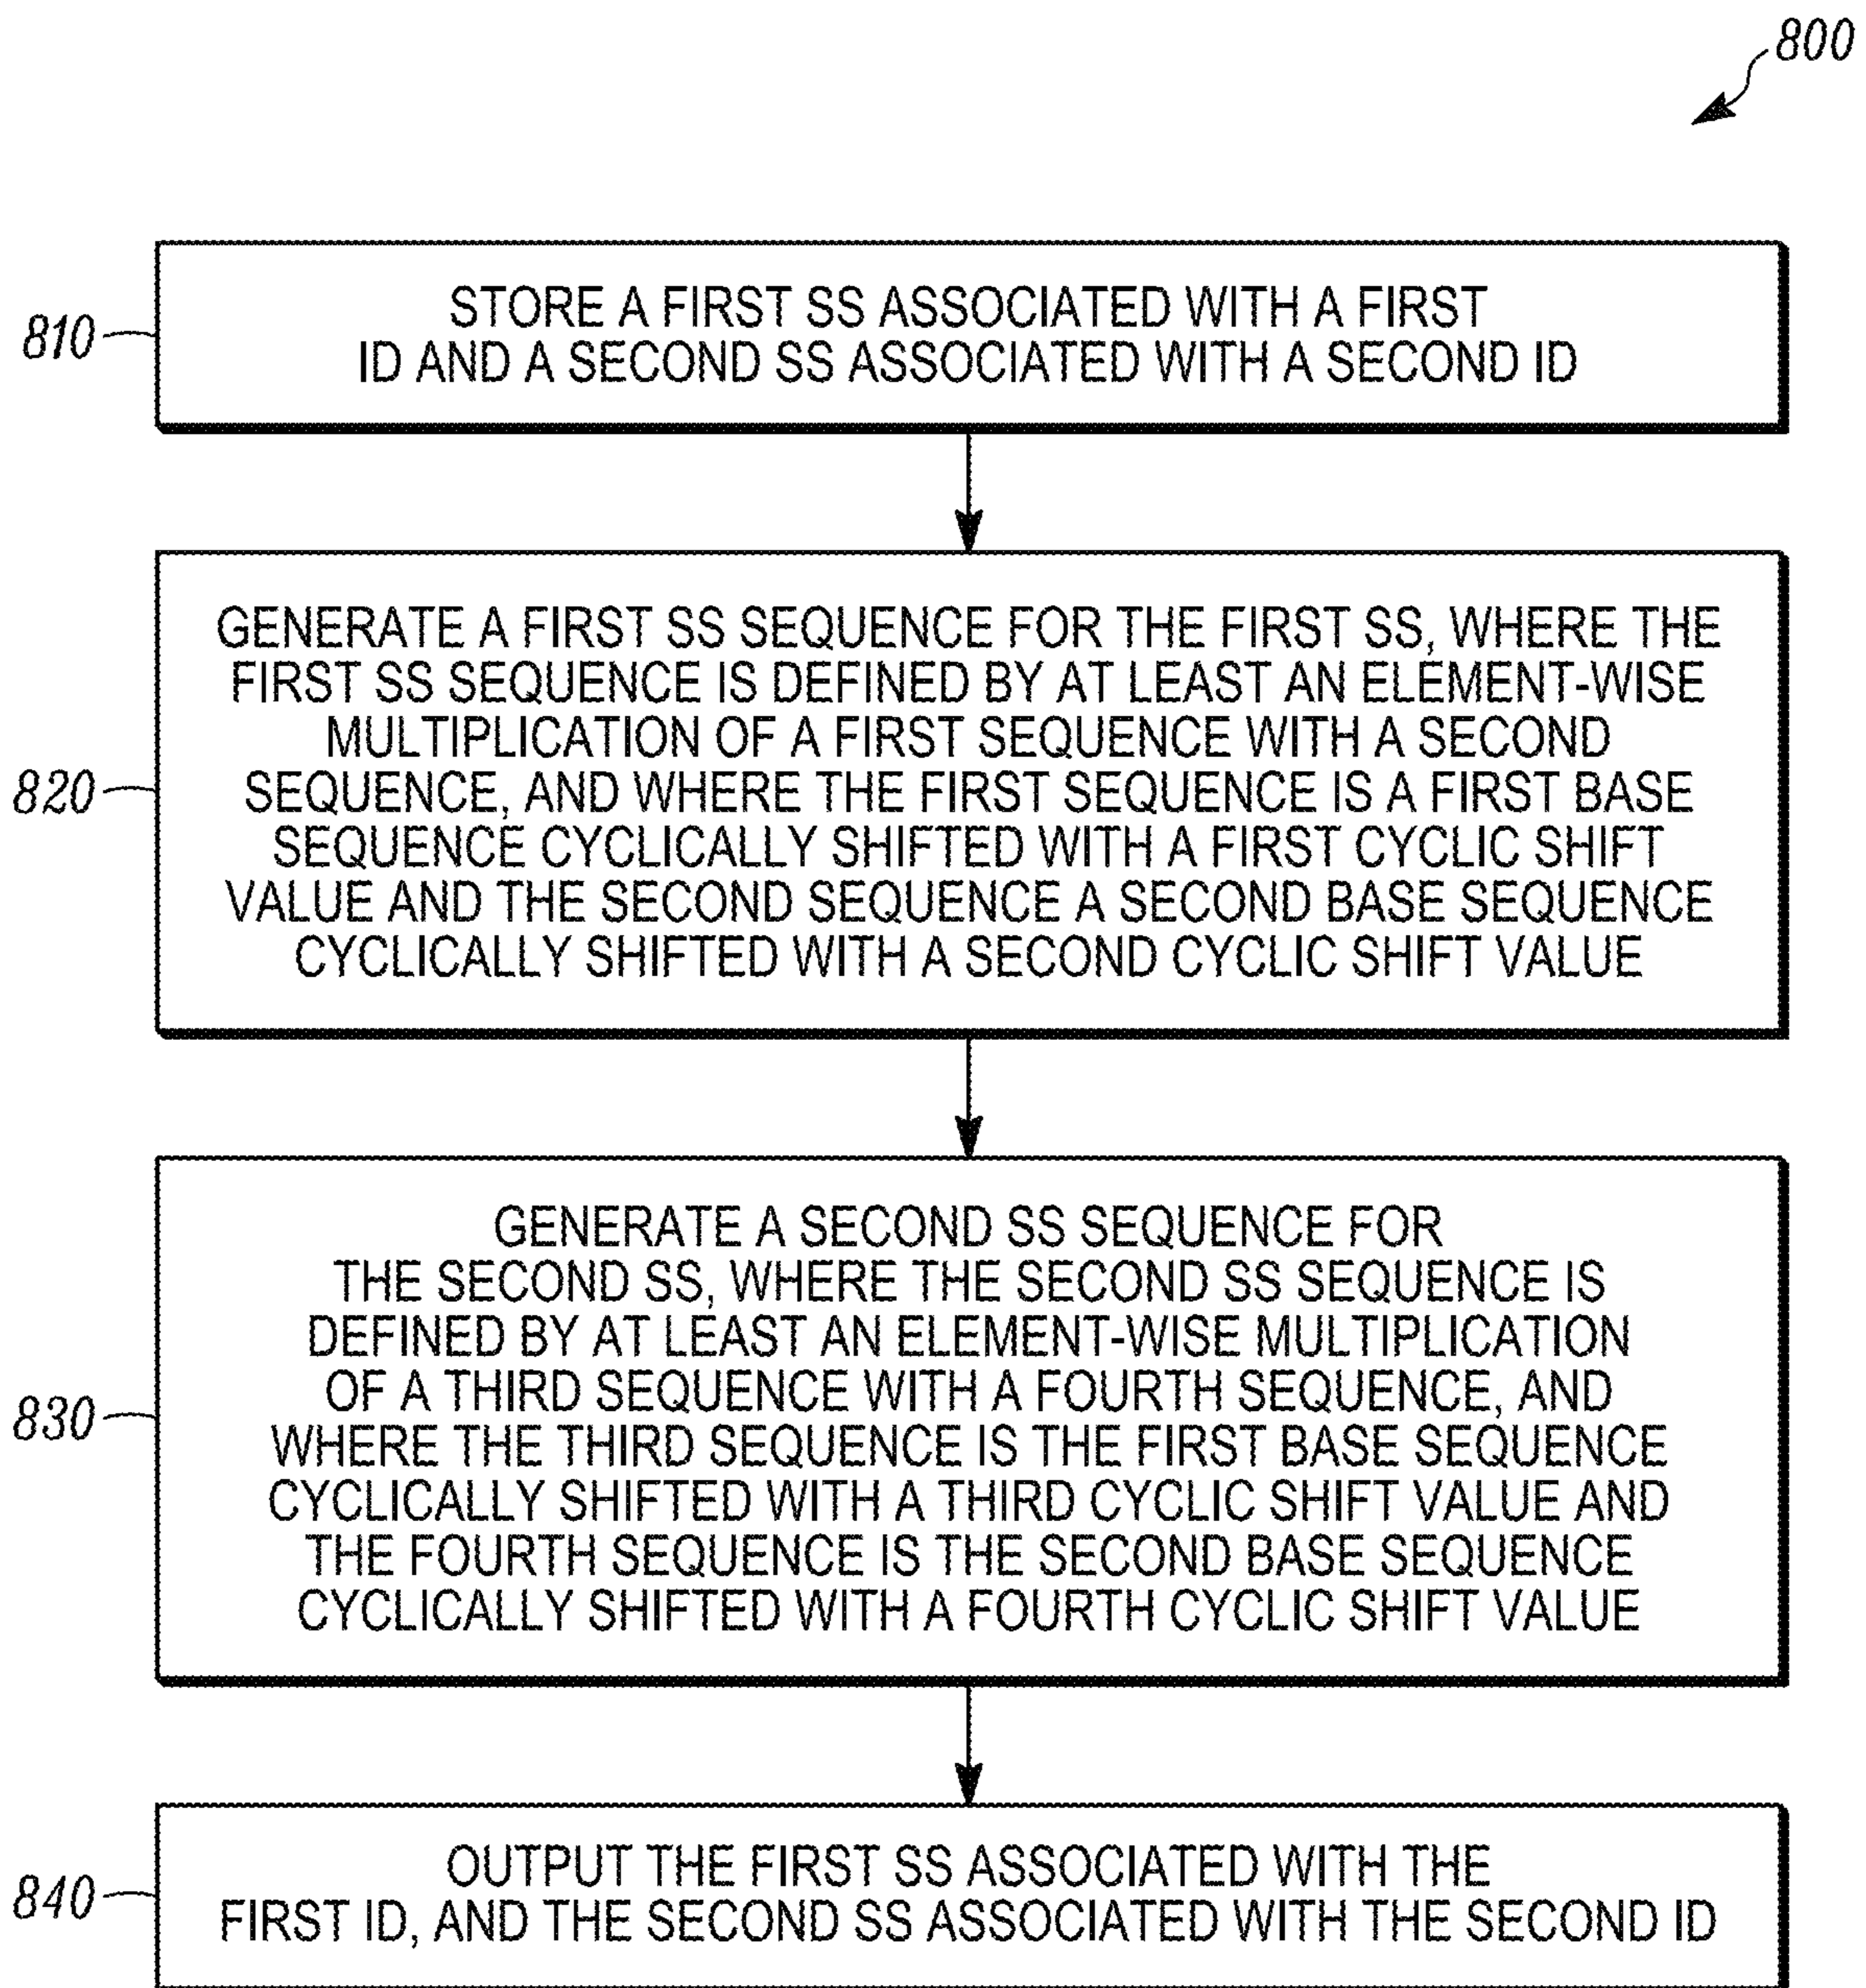 800
810
STORE A FIRST SS ASSOCIATED WITH A FIRST
ID AND A SECOND SS ASSOCIATED WITH A SECOND ID
820
GENERATE A FIRST SS SEQUENCE FOR THE FIRST SS, WHERE THE
FIRST SS SEQUENCE IS DEFINED BY AT LEAST AN ELEMENT-WISE
MULTIPLICATION OF A FIRST SEQUENCE WITH A SECOND
SEQUENCE, AND WHERE THE FIRST SEQUENCE IS A FIRST BASE
SEQUENCE CYCLICALLY SHIFTED WITH A FIRST CYCLIC SHIFT
VALUE AND THE SECOND SEQUENCE A SECOND BASE SEQUENCE
CYCLICALLY SHIFTED WITH A SECOND CYCLIC SHIFT VALUE
830
GENERATE A SECOND SS SEQUENCE FOR
THE SECOND SS, WHERE THE SECOND SS SEQUENCE IS
DEFINED BY AT LEAST AN ELEMENT-WISE MULTIPLICATION
OF A THIRD SEQUENCE WITH A FOURTH SEQUENCE, AND
WHERE THE THIRD SEQUENCE IS THE FIRST BASE SEQUENCE
CYCLICALLY SHIFTED WITH A THIRD CYCLIC SHIFT VALUE AND
THE FOURTH SEQUENCE IS THE SECOND BASE SEQUENCE
CYCLICALLY SHIFTED WITH A FOURTH CYCLIC SHIFT VALUE
840
OUTPUT THE FIRST SS ASSOCIATED WITH THE
FIRST ID, AND THE SECOND SS ASSOCIATED WITH THE SECOND ID